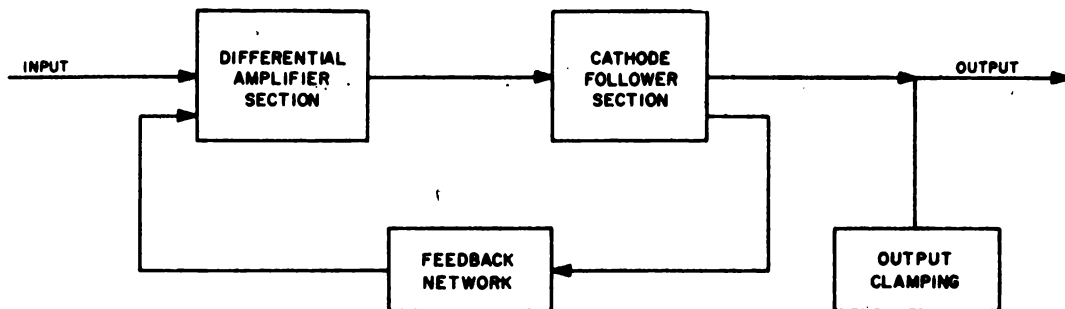 INPUT
DIFFERENTIAL
AMPLIFIER
SECTION
CATHODE
FOLLOWER
SECTION
OUTPUT
FEEDBACK
NETWORK
OUTPUT
CLAMPING